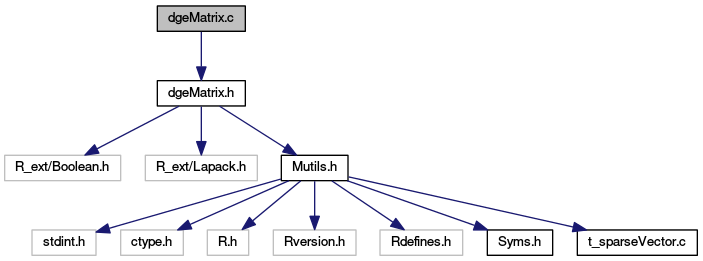 dgeMatrix.c
dgeMatrix.h
R_ext/Boolean.h
R_ext/Lapack.h
Mutils.h
stdint.h
ctype.h
R.h
Rversion.h
Rdefines.h
Syms.h
t_sparseVector.c